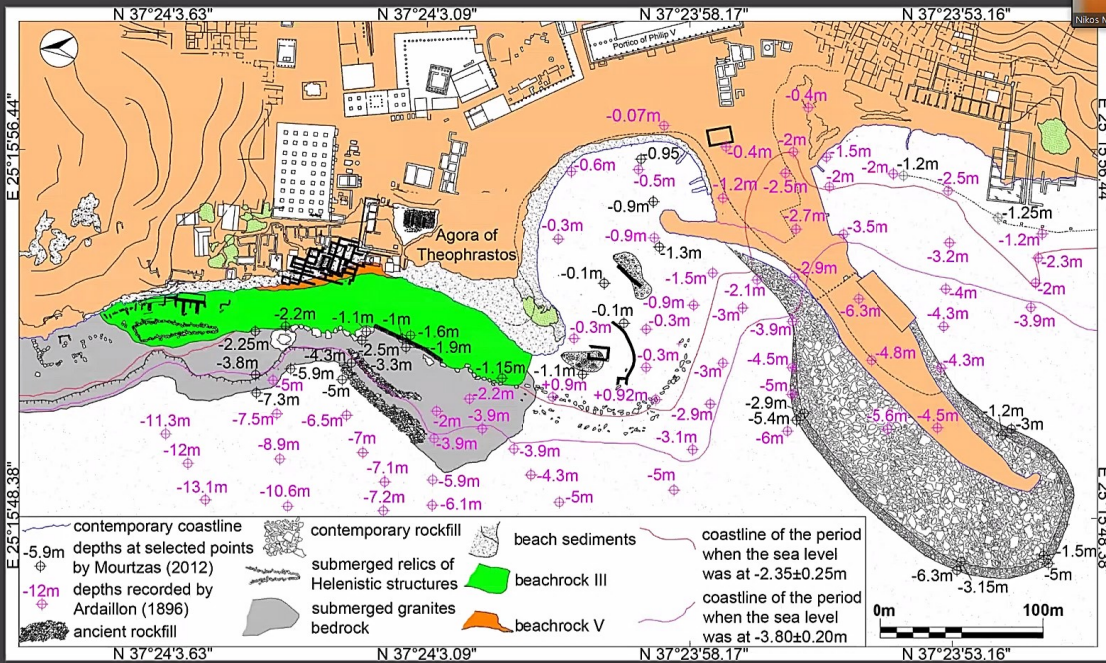 N 37°24'3.63"
N 37°24'3.09"
N 37°23'58.17"
N 37°23'53.16"
Nikos M
E 25°15'56.44"
Portico of Philip V
-0.4m
-0.07m
-0.95
-0.4m
-2m
-1.5m
-0.6m
-0.5m
-1.2m
-2.5m
-2m
-2m
-1.2m
-2.5m
-0.9m
-1.25m
-0.3m
-0.9m
-1.3m
-2.7m
-3.5m
-1.2m
-3.2m
-2.3m
Agora of
Theophrastos
-0.1m
-1.5m
-2.1m
-2.9m
-4m
-2m
-0.9m
-0.1m
-0.3m
-3m
-3.9m
-6.3m
-4.3m
-3.9m
-2.2m
-1.1m
-1m
-1.6m
-1.9m
-0.3m
-2.25m
-2.5m
-3.8m
-4.3m
-3.3m
-5.9m
-1.15m
-1.1m
-0.3m
-3m
-4.5m
-4.8m
-4.3m
-5m
-5m
-7.3m
+0.9m
+0.92m
-5m
-2.2m
-2.9m
-2.9m
-5.4m
-6m
-5.6m
-4.5m
-1.2m
-3m
-11.3m
-7.5m
-6.5m
-2m
-3.9m
-12m
-8.9m
-7m
-3.9m
-3.9m
-3.1m
-13.1m
-10.6m
-7.1m
-7.2m
-5.9m
-6.1m
-4.3m
-5m
-5m
-1.5m
-5m
-6.3m
-3.15m
E 25°15'48.38"
contemporary coastline
-5.9m
depths at selected points
by Mourtzas (2012)
-12m
depths recorded by
Ardaillon (1896)
ancient rockfill
contemporary rockfill
submerged relics of
Helenistic structures
submerged granites
bedrock
beach sediments
beachrock III
beachrock V
coastline of the period
when the sea level
was at -2.35±0.25m
coastline of the period
when the sea level
was at -3.80±0.20m
0m
100m
N 37°24'3.63"
N 37°24'3.09"
N 37°23'58.17"
N 37°23'53.16"